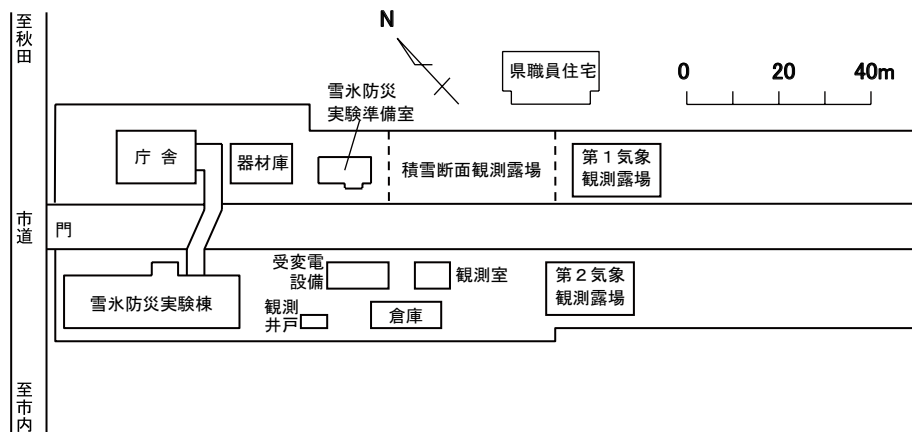 至秋田
N
県職員住宅
0 20 40m
雪氷防災
実験準備室
庁舎
器材庫
積雪断面観測露場
第1気象
観測露場
市道
門
受変電
設備
観測室
第2気象
観測露場
雪氷防災実験棟
観測
井戸
倉庫
至市内